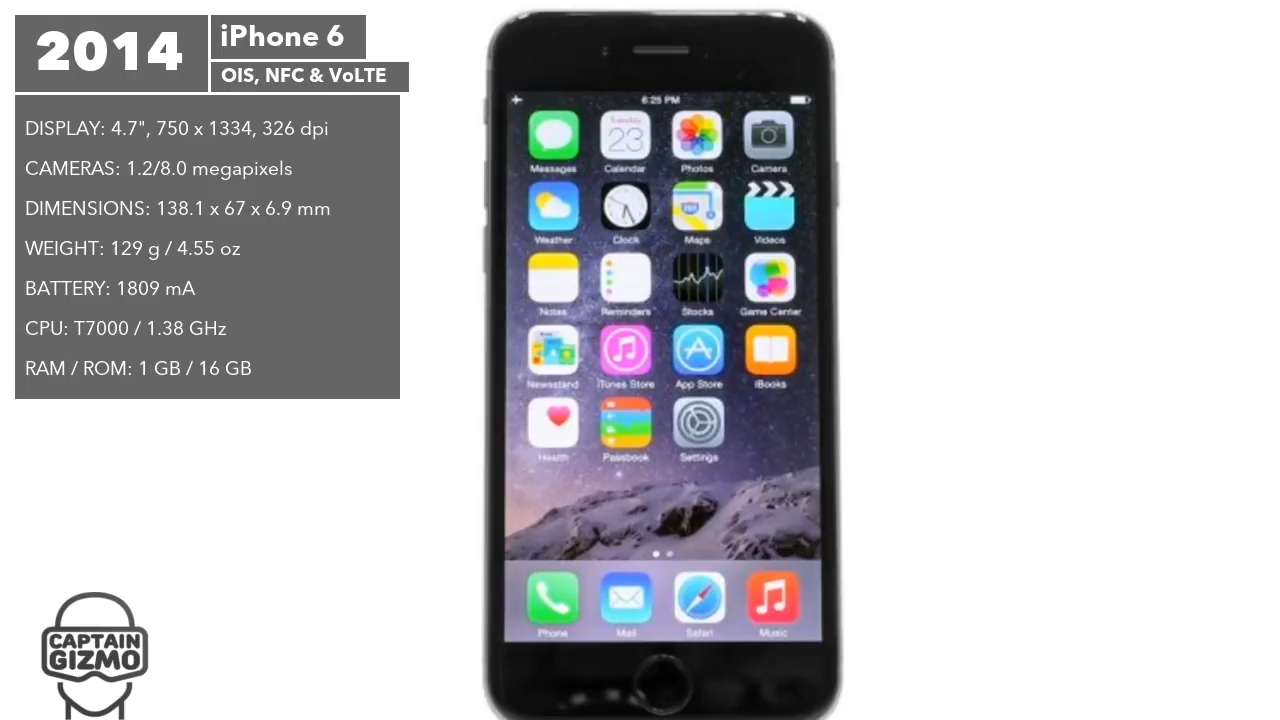 2014
iPhone 6
OIS, NFC & VoLTE
DISPLAY: 4.7", 750 x 1334, 326 dpi
CAMERAS: 1.2/8.0 megapixels
DIMENSIONS: 138.1 x 67 x 6.9 mm
WEIGHT: 129 g / 4.55 oz
BATTERY: 1809 mA
CPU: T7000 / 1.38 GHz
RAM / ROM: 1 GB / 16 GB
6:25 PM
Tuesday
23
Messages Calendar Photos Camera
280
Weather Clock Maps Videos
Notes Reminders Stocks Game Center
Newsstand iTunes Store App Store iBooks
Health Passbook Settings
Phone Mail Safari Music
CAPTAIN
GIZMO